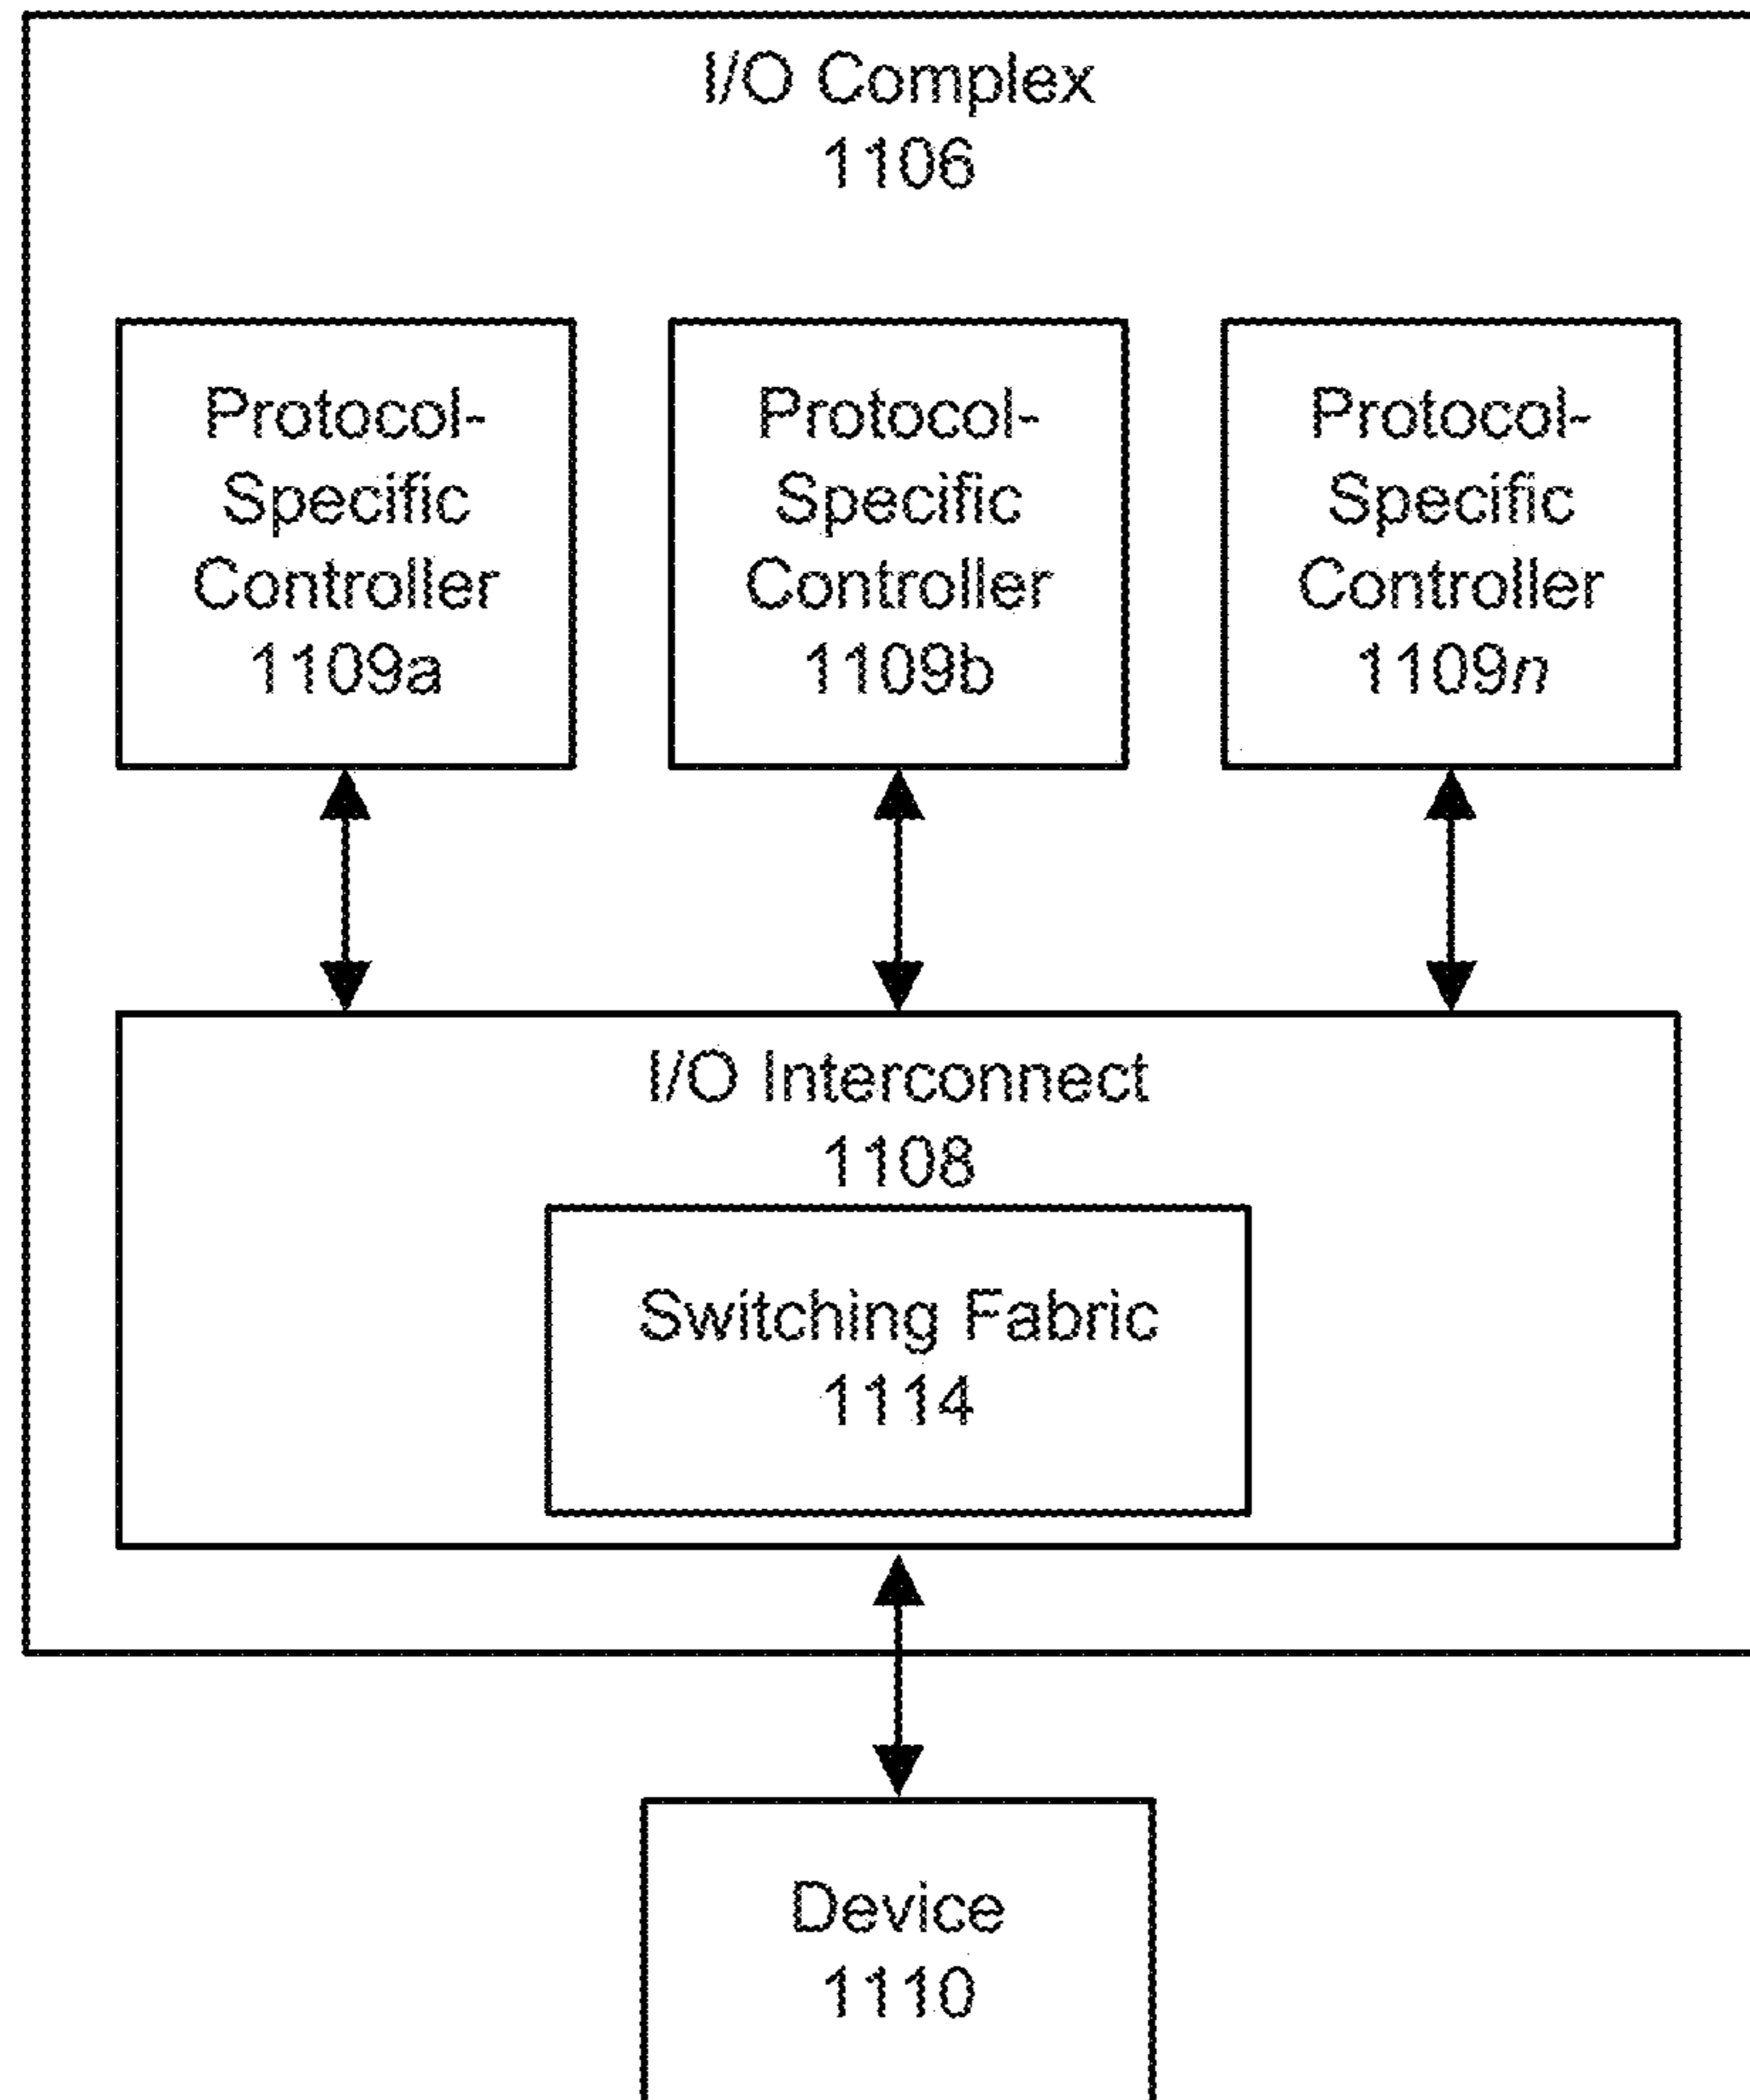 I/O Complex
1106
Protocol-
Specific
Controller
1109a
Protocol-
Specific
Controller
1109b
Protocol-
Specific
Controller
1109n
I/O Interconnect
1108
Switching Fabric
1114
Device
1110